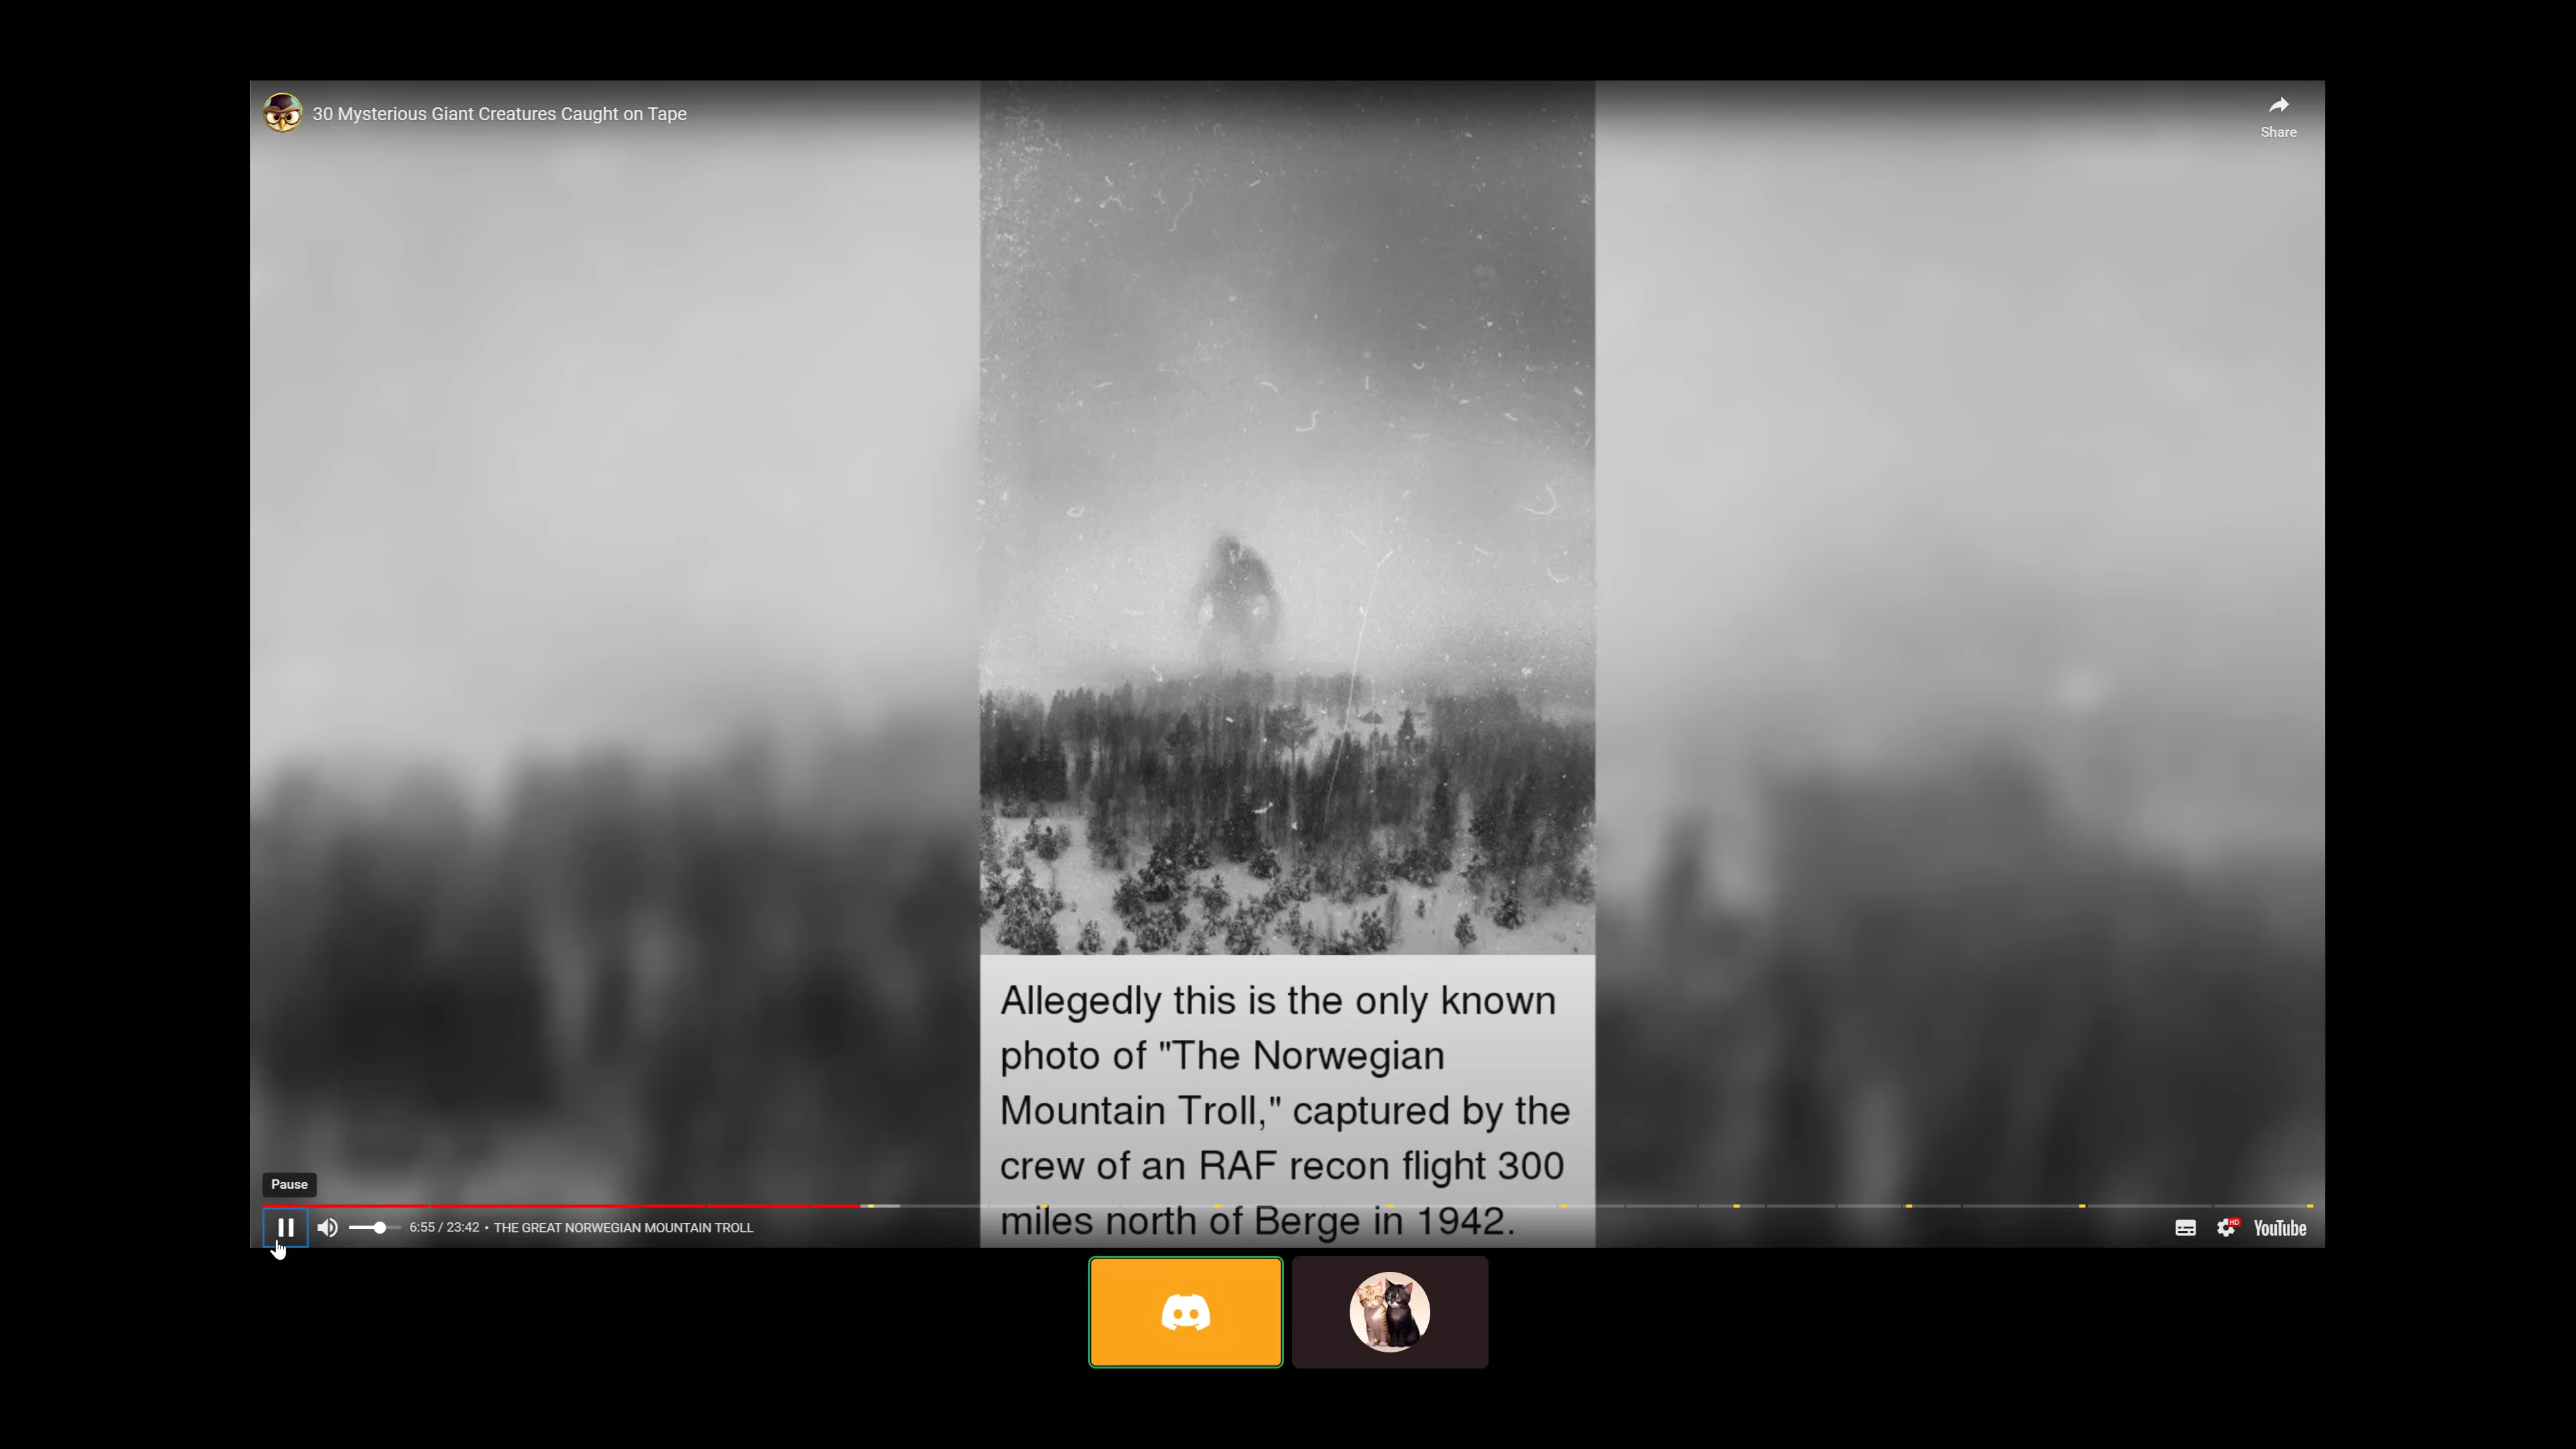 30 Mysterious Giant Creatures Caught on Tape
Share
Allegedly this is the only known
photo of "The Norwegian
Mountain Troll," captured by the
crew of an RAF recon flight 300
miles north of Berge in 1942.
Pause
6:55 / 23:42 • THE GREAT NORWEGIAN MOUNTAIN TROLL
HD
YouTube